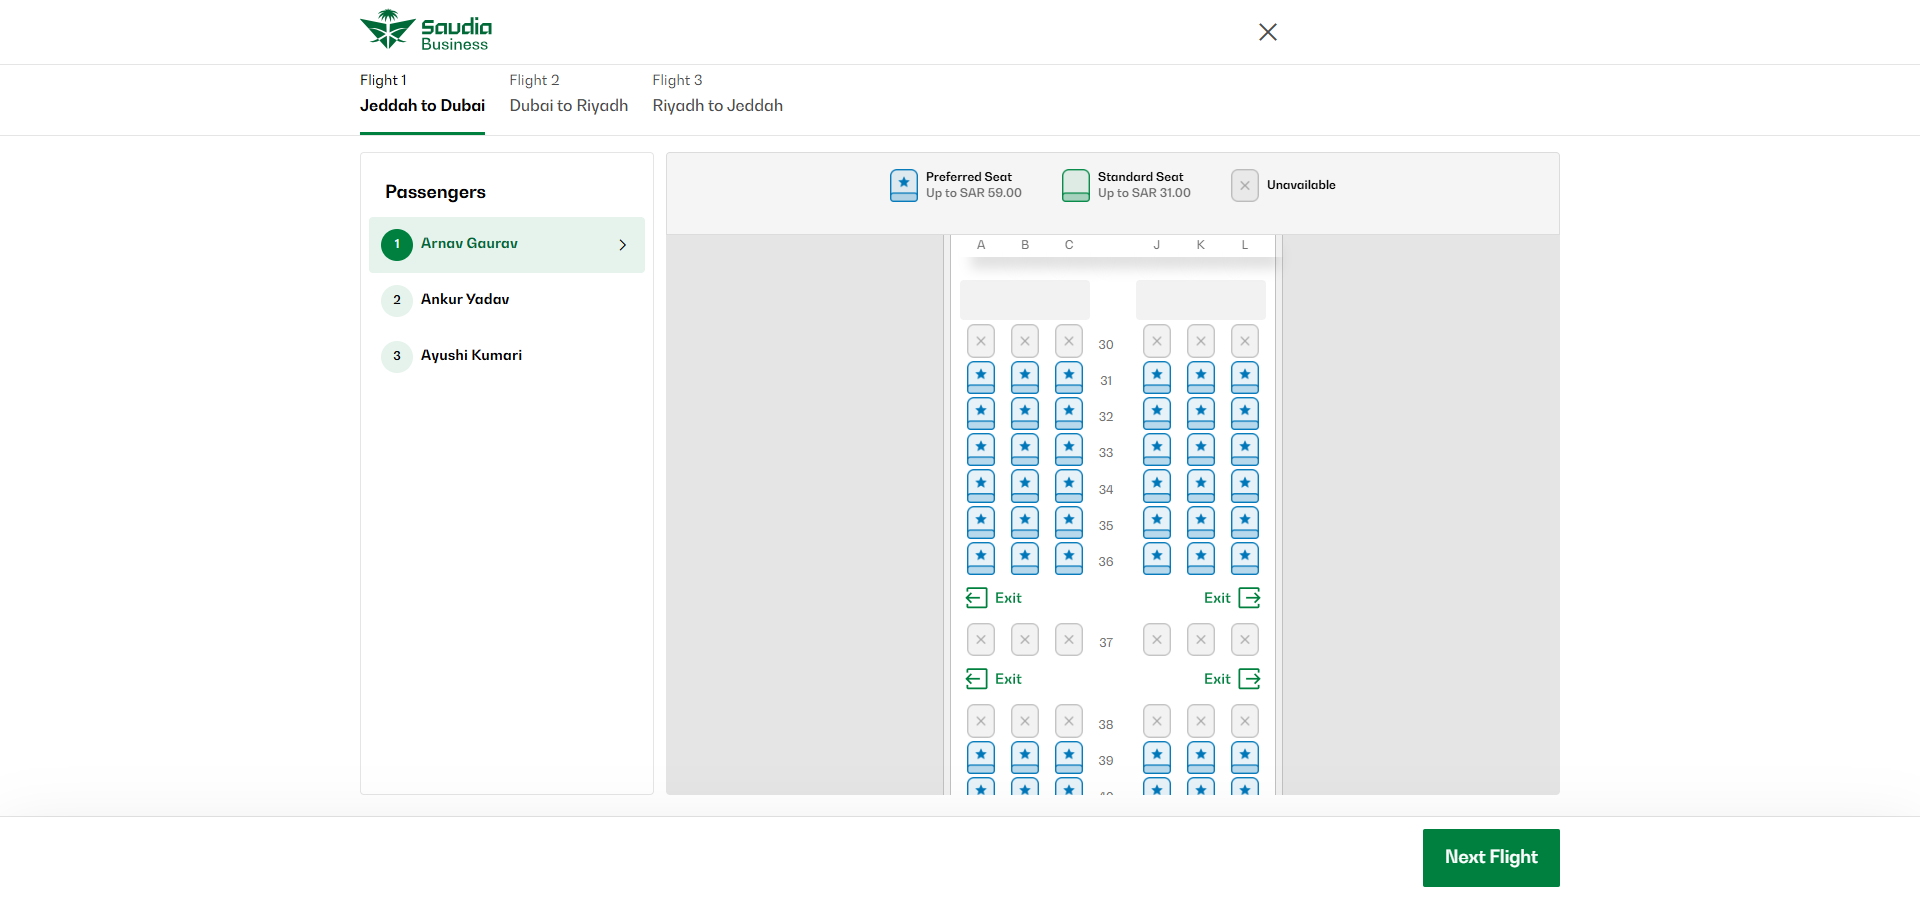 Saudia
Business
Flight 1
Jeddah to Dubai
Flight 2
Dubai to Riyadh
Flight 3
Riyadh to Jeddah
Passengers
1 Arnav Gaurav
2 Ankur Yadav
3 Ayushi Kumari
Preferred Seat
Up to SAR 59.00
Standard Seat
Up to SAR 31.00
Unavailable
A B C J K L
30
31
32
33
34
35
36
Exit Exit
37
Exit Exit
38
39
Next Flight